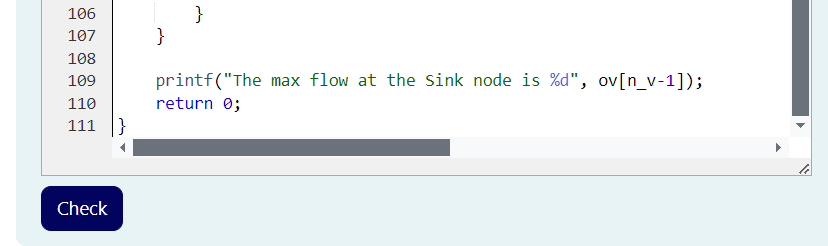 106 }
107 }
108
109 printf("The max flow at the Sink node is %d", ov[n_v-1]);
110 return 0;
111 }
Check